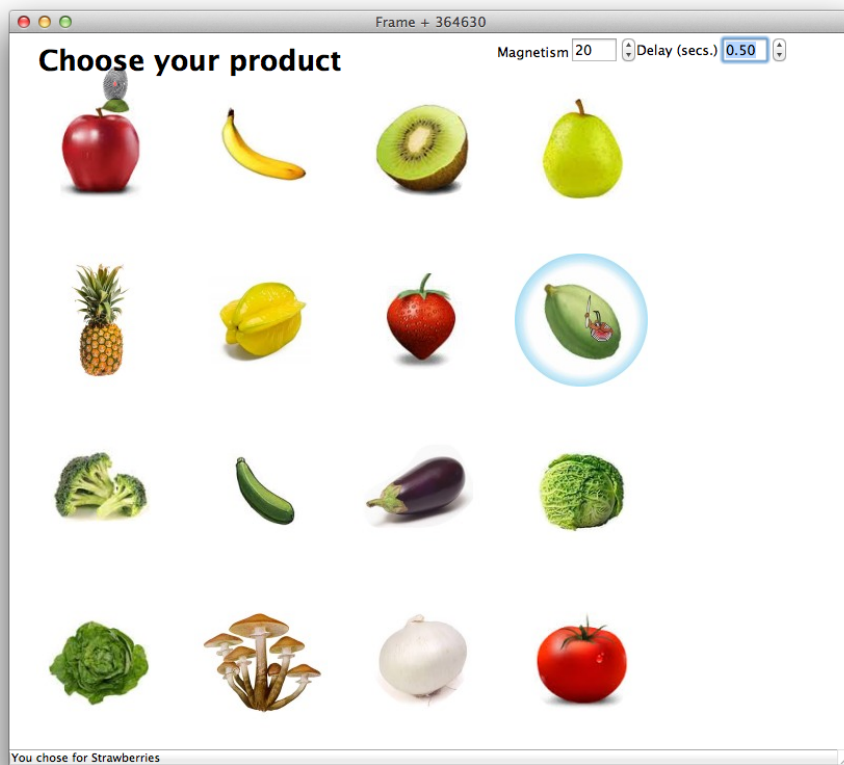 Frame + 364630
Choose your product
Magnetism 20 Delay (secs.) 0.50
You chose for Strawberries